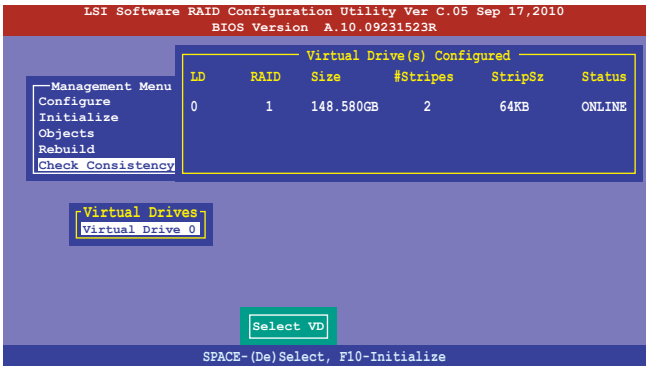 LSI Software RAID Configuration Utility Ver C.05 Sep 17,2010
BIOS Version A.10.09231523R
Virtual Drive(s) Configured
LD RAID Size #Stripes StripSz Status
0 1 148.580GB 2 64KB ONLINE
Management Menu
Configure
Initialize
Objects
Rebuild
Check Consistency
Virtual Drives
Virtual Drive 0
Select VD
SPACE-(De)Select, F10-Initialize